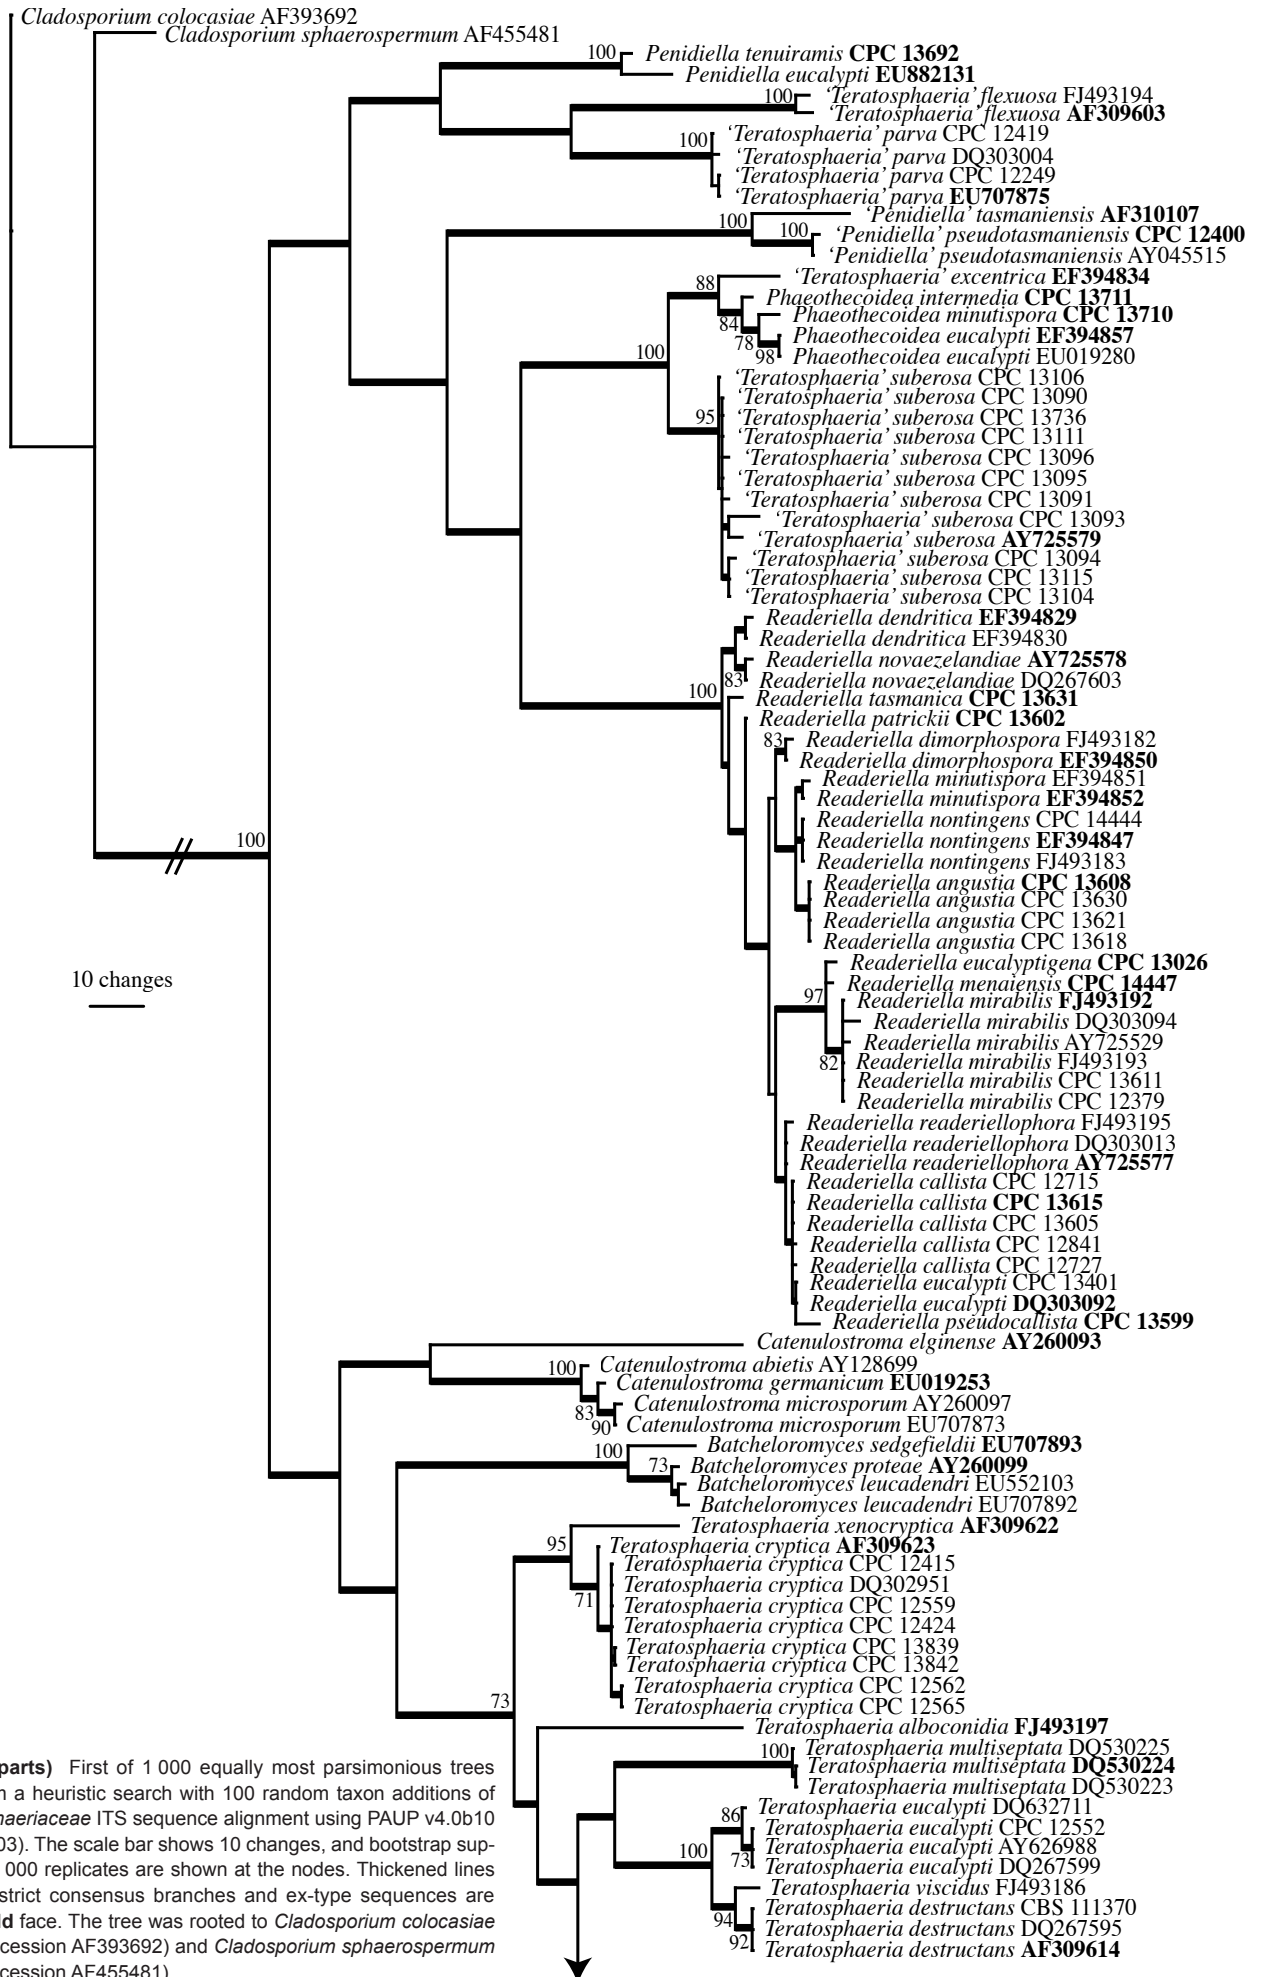 Cladosporium colocasiae AF393692
Cladosporium sphaerospermum AF455481
100
Penidiella tenuiramis CPC 13692
Penidiella eucalypti EU882131
100
‘Teratosphaeria’ flexuosa FJ493194
‘Teratosphaeria’ flexuosa AF309603
100
‘Teratosphaeria’ parva CPC 12419
‘Teratosphaeria’ parva DQ303004
‘Teratosphaeria’ parva CPC 12249
‘Teratosphaeria’ parva EU707875
100
‘Penidiella’ tasmaniensis AF310107
100
‘Penidiella’ pseudotasmaniensis CPC 12400
‘Penidiella’ pseudotasmaniensis AY045515
88
‘Teratosphaeria’ excentrica EF394834
Phaeothecoidea intermedia CPC 13711
84
Phaeothecoidea minutispora CPC 13710
78
Phaeothecoidea eucalypti EF394857
98
Phaeothecoidea eucalypti EU019280
100
‘Teratosphaeria’ suberosa CPC 13106
‘Teratosphaeria’ suberosa CPC 13090
95
‘Teratosphaeria’ suberosa CPC 13736
‘Teratosphaeria’ suberosa CPC 13111
‘Teratosphaeria’ suberosa CPC 13096
‘Teratosphaeria’ suberosa CPC 13095
‘Teratosphaeria’ suberosa CPC 13091
‘Teratosphaeria’ suberosa CPC 13093
‘Teratosphaeria’ suberosa AY725579
‘Teratosphaeria’ suberosa CPC 13094
‘Teratosphaeria’ suberosa CPC 13115
‘Teratosphaeria’ suberosa CPC 13104
Readeriella dendritica EF394829
Readeriella dendritica EF394830
Readeriella novaezelandiae AY725578
83
Readeriella novaezelandiae DQ267603
100
Readeriella tasmanica CPC 13631
Readeriella patrickii CPC 13602
83
Readeriella dimorphospora FJ493182
Readeriella dimorphospora EF394850
Readeriella minutispora EF394851
Readeriella minutispora EF394852
Readeriella nontingens CPC 14444
Readeriella nontingens EF394847
Readeriella nontingens FJ493183
100
Readeriella angustia CPC 13608
Readeriella angustia CPC 13630
Readeriella angustia CPC 13621
Readeriella angustia CPC 13618
Readeriella eucalyptigena CPC 13026
10 changes
Readeriella menaiensis CPC 14447
97
Readeriella mirabilis FJ493192
Readeriella mirabilis DQ303094
Readeriella mirabilis AY725529
82
Readeriella mirabilis FJ493193
Readeriella mirabilis CPC 13611
Readeriella mirabilis CPC 12379
Readeriella readeriellophora FJ493195
Readeriella readeriellophora DQ303013
Readeriella readeriellophora AY725577
Readeriella callista CPC 12715
Readeriella callista CPC 13615
Readeriella callista CPC 13605
Readeriella callista CPC 12841
Readeriella callista CPC 12727
Readeriella eucalypti CPC 13401
Readeriella eucalypti DQ303092
Readeriella pseudocallista CPC 13599
Catenulostroma elginense AY260093
100
Catenulostroma abietis AY128699
Catenulostroma germanicum EU019253
83
Catenulostroma microsporum AY260097
90
Catenulostroma microsporum EU707873
100
Batcheloromyces sedgefieldii EU707893
73
Batcheloromyces proteae AY260099
Batcheloromyces leucadendri EU552103
Batcheloromyces leucadendri EU707892
Teratosphaeria xenocryptica AF309622
95
Teratosphaeria cryptica AF309623
Teratosphaeria cryptica CPC 12415
Teratosphaeria cryptica DQ302951
71
Teratosphaeria cryptica CPC 12559
Teratosphaeria cryptica CPC 12424
Teratosphaeria cryptica CPC 13839
Teratosphaeria cryptica CPC 13842
Teratosphaeria cryptica CPC 12562
Teratosphaeria cryptica CPC 12565
73
Teratosphaeria alboconidia FJ493197
100
Teratosphaeria multiseptata DQ530225
Teratosphaeria multiseptata DQ530224
Teratosphaeria multiseptata DQ530223
Teratosphaeria eucalypti DQ632711
86
Teratosphaeria eucalypti CPC 12552
Teratosphaeria eucalypti AY626988
73
Teratosphaeria eucalypti DQ267599
100
Teratosphaeria viscidus FJ493186
94
Teratosphaeria destructans CBS 111370
Teratosphaeria destructans DQ267595
92
Teratosphaeria destructans AF309614
parts) First of 1 000 equally most parsimonious trees
a heuristic search with 100 random taxon additions of
haeriaceae ITS sequence alignment using PAUP v4.0b10
03). The scale bar shows 10 changes, and bootstrap sup-
000 replicates are shown at the nodes. Thickened lines
strict consensus branches and ex-type sequences are
ld face. The tree was rooted to Cladosporium colocasiae
cession AF393692) and Cladosporium sphaerospermum
cession AF455481)